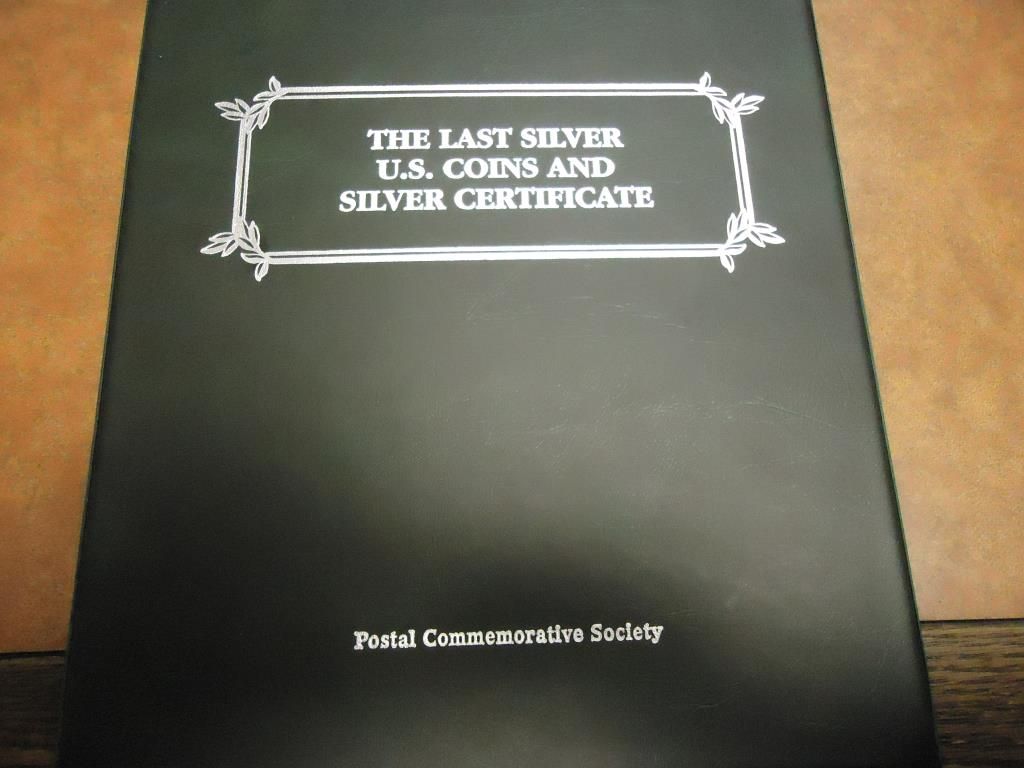 THE LAST SILVER
U.S. COINS AND
SILVER CERTIFICATE
Postal Commemorative Society